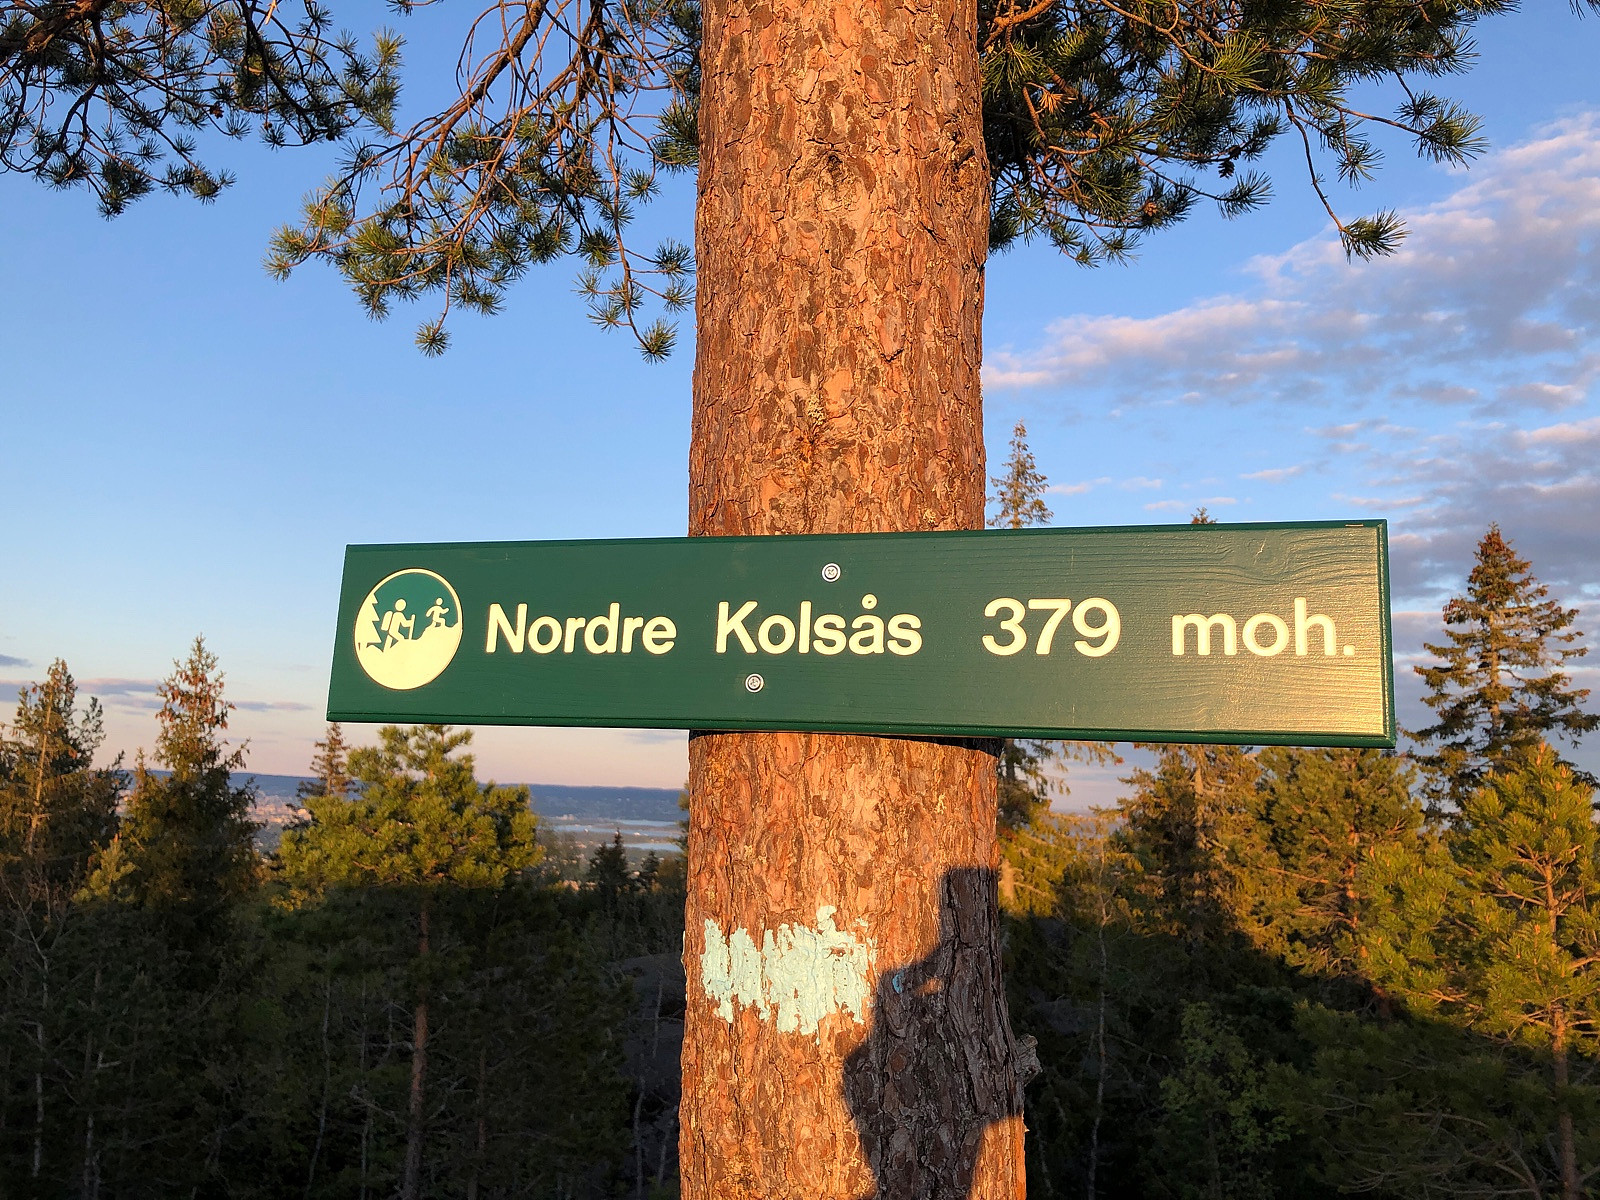 Nordre Kolsås 379 moh.